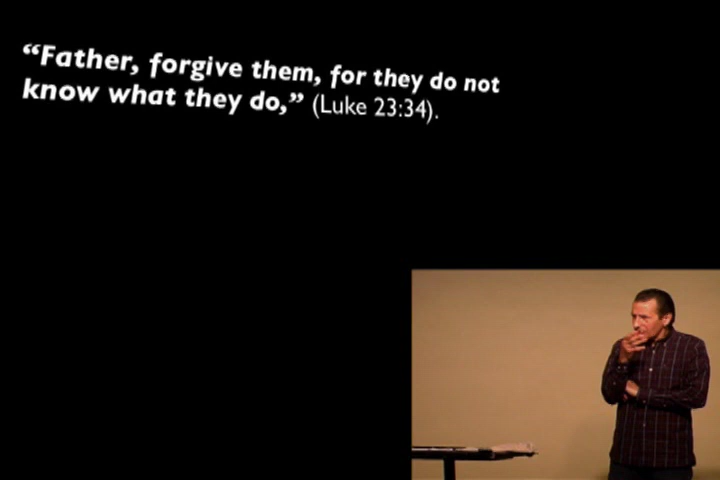 “Father, forgive them, for they do not
know what they do,” (Luke 23:34).